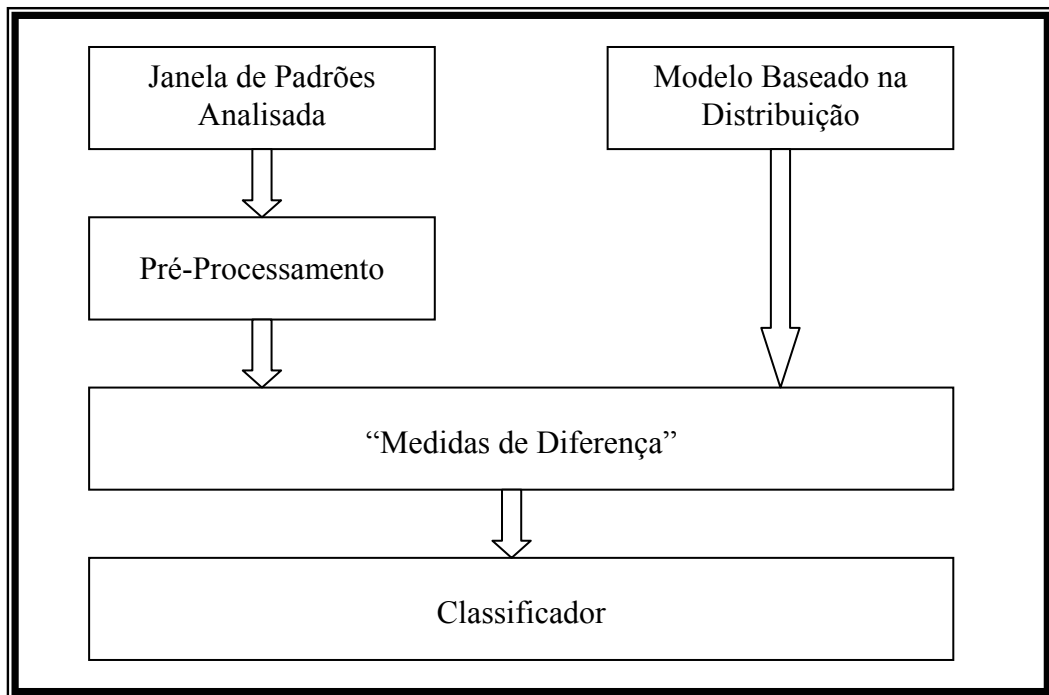 Janela de Padrões
Analisada
Modelo Baseado na
Distribuição
Pré-Processamento
“Medidas de Diferença”
Classificador